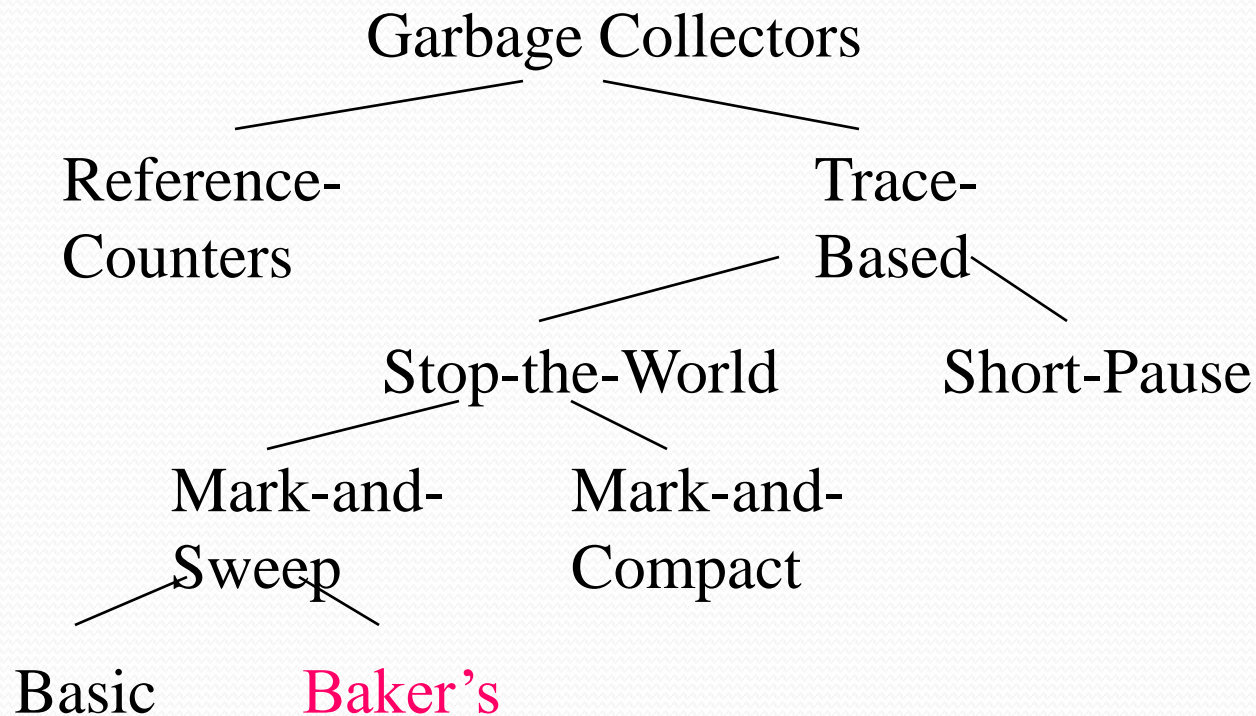 Garbage Collectors
Reference-
Counters
Trace-
Based
Stop-the-World
Short-Pause
Mark-and-
Sweep
Mark-and-
Compact
Basic
Baker’s